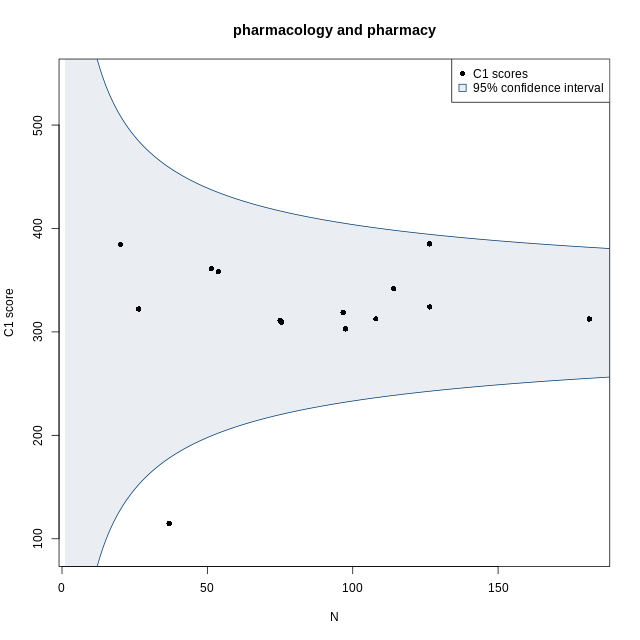 pharmacology and pharmacy
C1 scores
95% confidence interval
C1 score
500
400
300
200
100
0 50 100 150
N